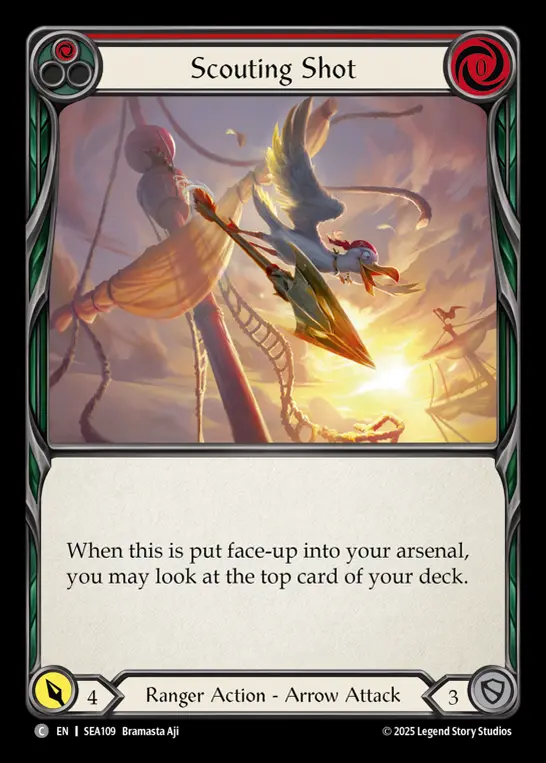 Scouting Shot
0
When this is put face-up into your arsenal,
you may look at the top card of your deck.
4
Ranger Action - Arrow Attack
3
C EN | SEA109 Bramasta Aji
© 2025 Legend Story Studios